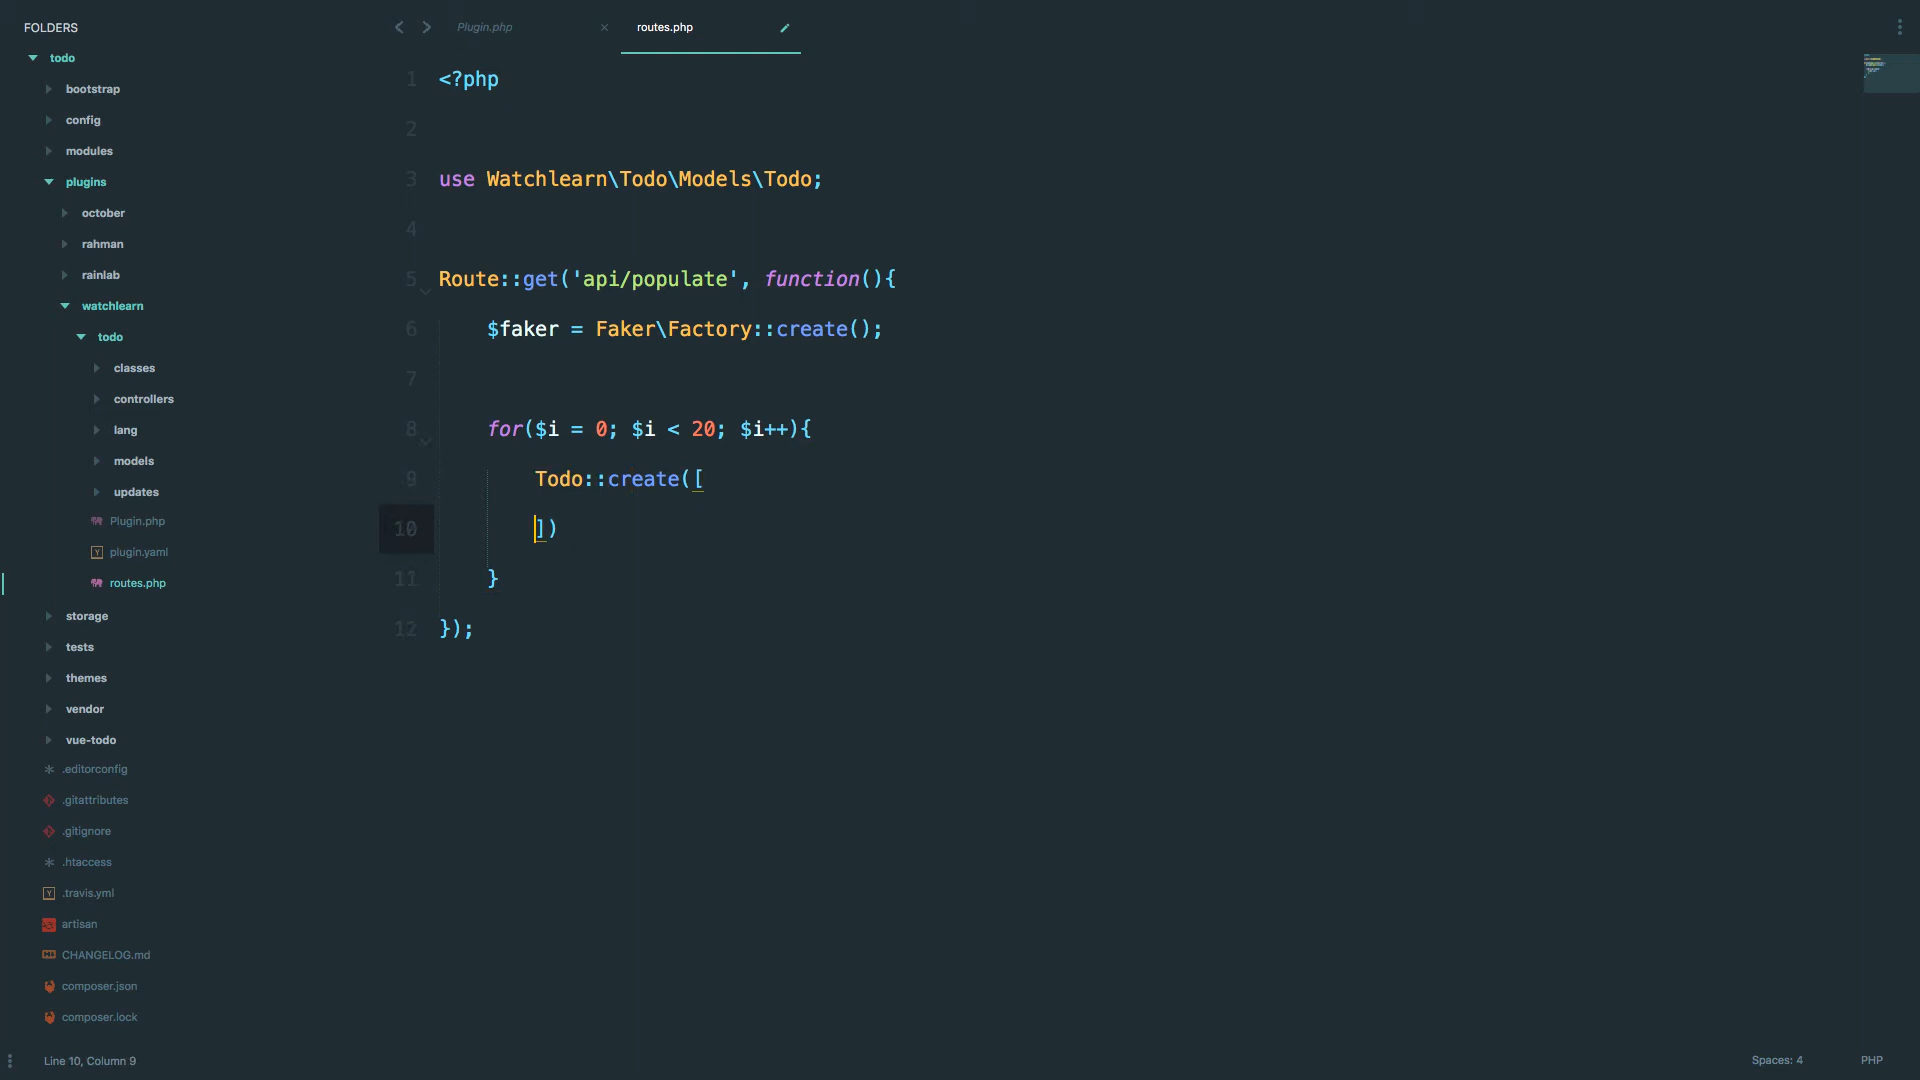 FOLDERS
todo
bootstrap
config
modules
plugins
october
rahman
rainlab
watchlearn
todo
classes
controllers
lang
models
updates
Plugin.php
plugin.yaml
routes.php
storage
tests
themes
vendor
vue-todo
.editorconfig
.gitattributes
.gitignore
.htaccess
.travis.yml
artisan
CHANGELOG.md
composer.json
composer.lock
Plugin.php
routes.php
1 <?php
2
3 use Watchlearn\Todo\Models\Todo;
4
5 Route::get('api/populate', function(){
6 $faker = Faker\Factory::create();
7
8 for($i = 0; $i < 20; $i++){
9 Todo::create([
10 ])
11 }
12 });
Line 10, Column 9
Spaces: 4
PHP